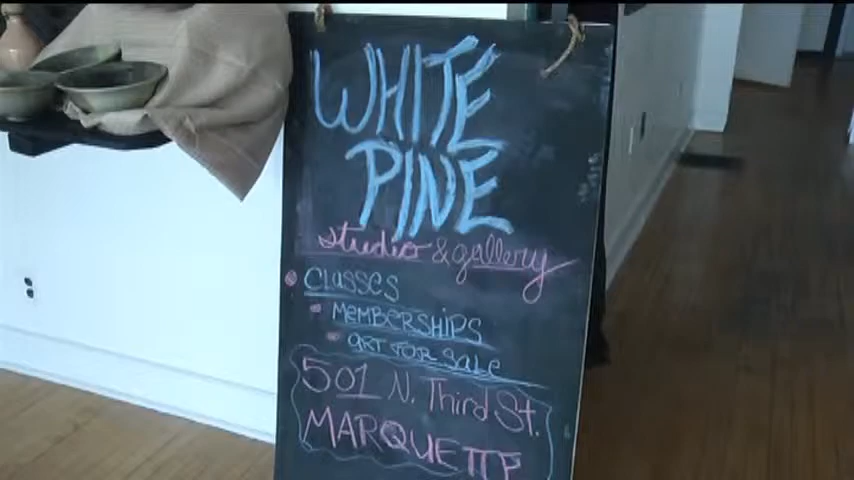 WHITE
PINE
studio & gallery
CLASSES
MEMBERSHIPS
ART FOR SALE
501 N. Third St.
MARQUETTE